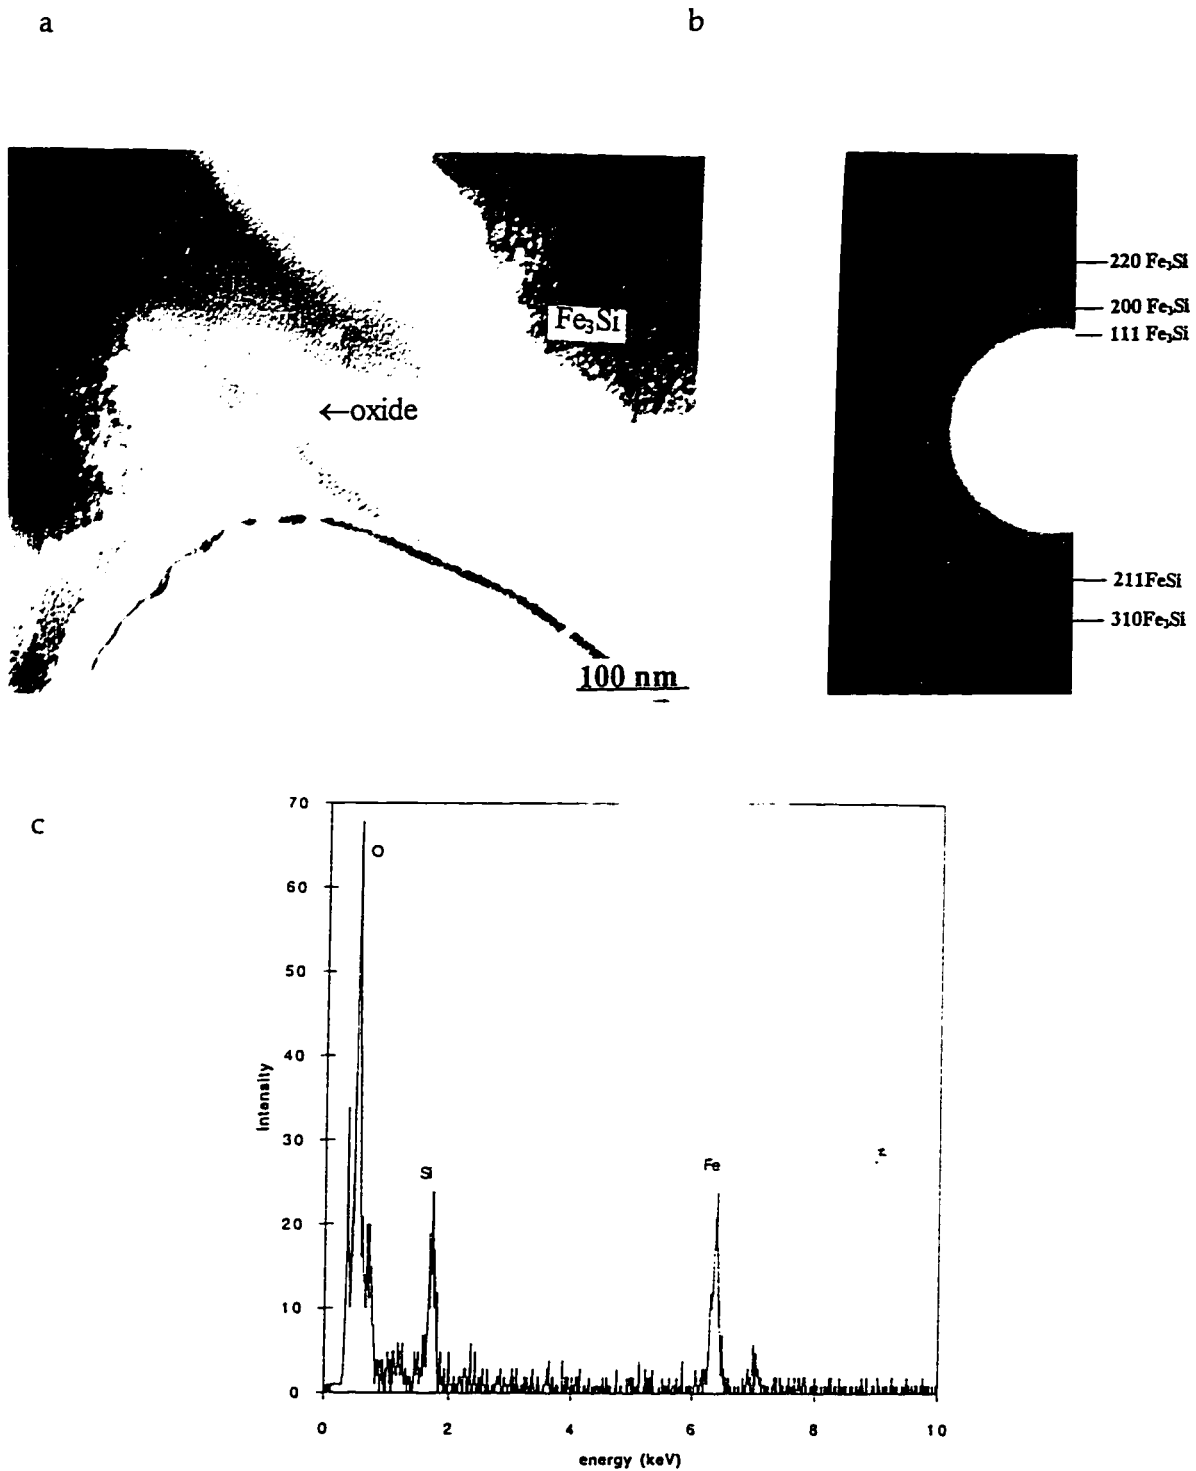 a
b
220 Fe₃Si
200 Fe₃Si
111 Fe₃Si
Fe₃Si
←oxide
211FeSi
310Fe₃Si
100 nm
c
70
60
50
40
30
20
10
0
Intensity
O
Si
Fe
0 2 4 6 8 10
energy (keV)